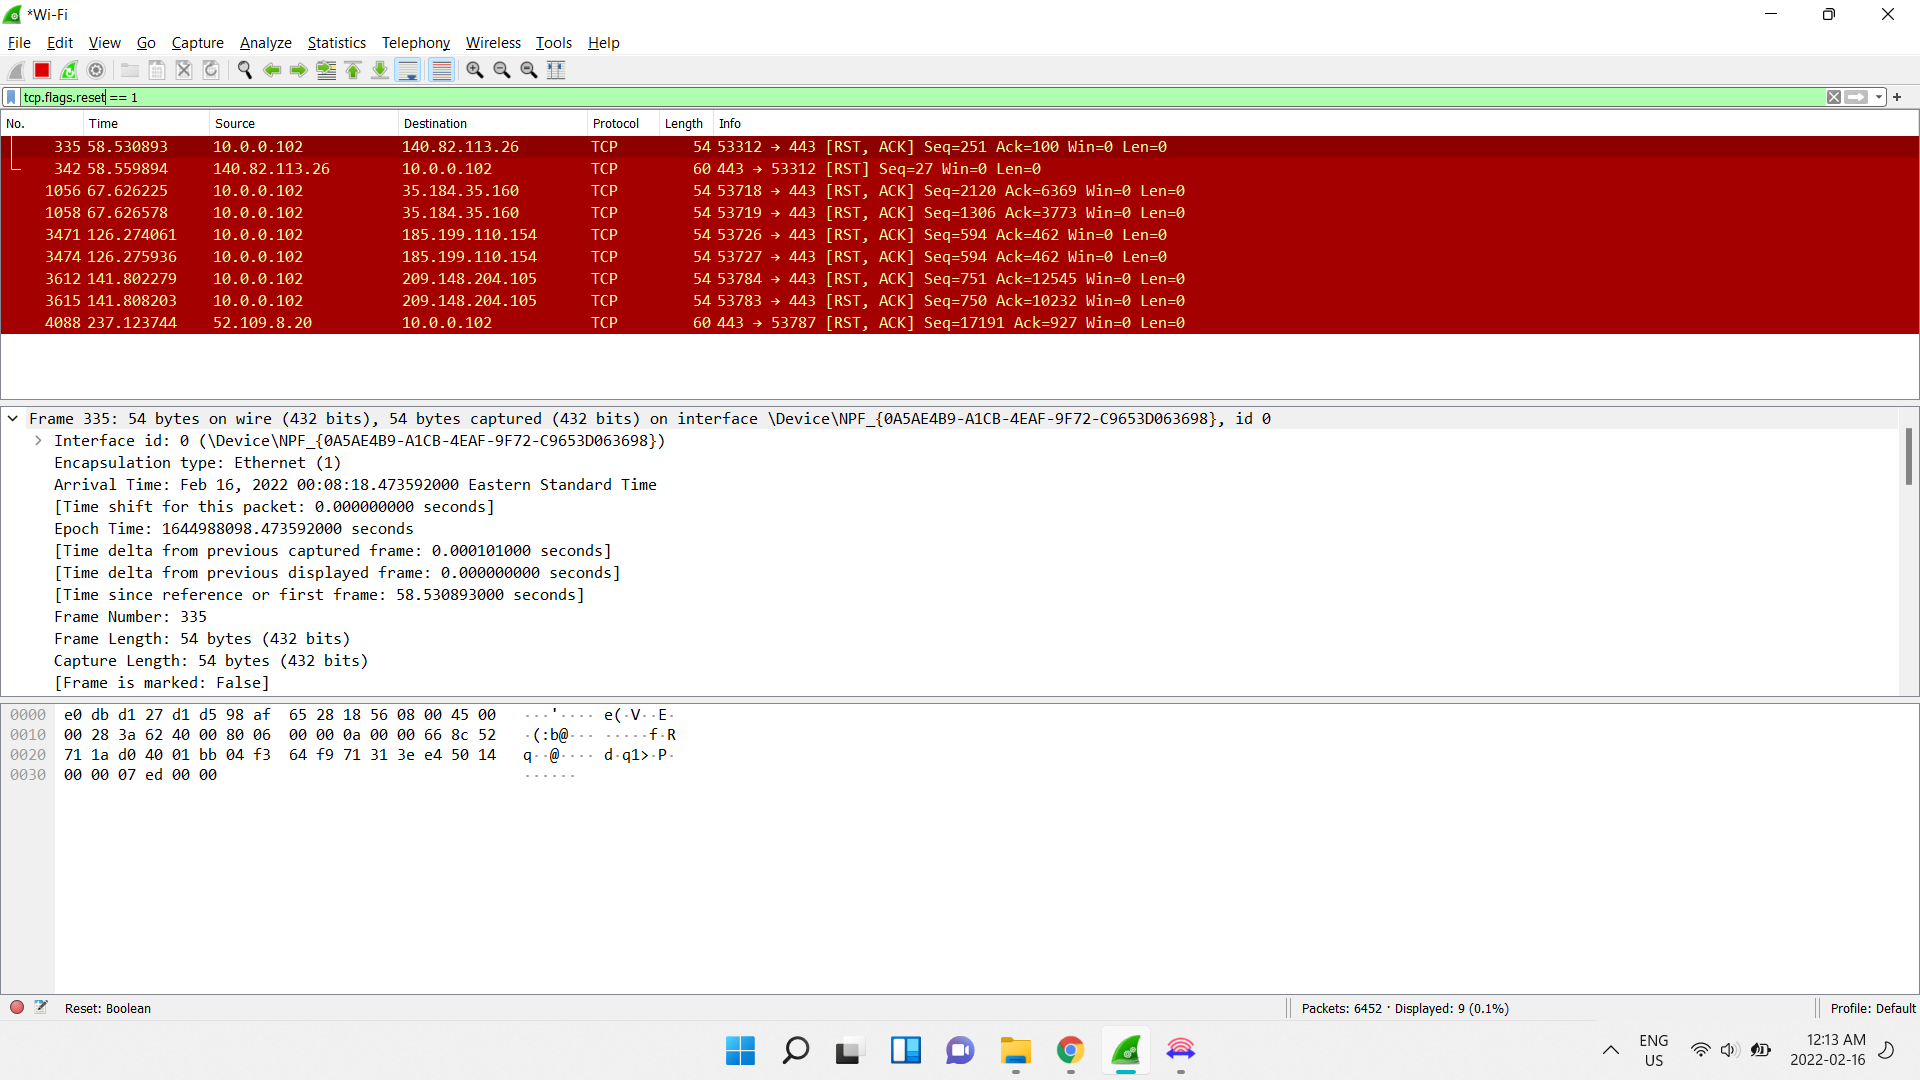 *Wi-Fi
File Edit View Go Capture Analyze Statistics Telephony Wireless Tools Help
tcp.flags.reset == 1
No. Time Source Destination Protocol Length Info
335 58.530893 10.0.0.102 140.82.113.26 TCP 54 53312 → 443 [RST, ACK] Seq=251 Ack=100 Win=0 Len=0
342 58.559894 140.82.113.26 10.0.0.102 TCP 60 443 → 53312 [RST] Seq=27 Win=0 Len=0
1056 67.626225 10.0.0.102 35.184.35.160 TCP 54 53718 → 443 [RST, ACK] Seq=2120 Ack=6369 Win=0 Len=0
1058 67.626578 10.0.0.102 35.184.35.160 TCP 54 53719 → 443 [RST, ACK] Seq=1306 Ack=3773 Win=0 Len=0
3471 126.274061 10.0.0.102 185.199.110.154 TCP 54 53726 → 443 [RST, ACK] Seq=594 Ack=462 Win=0 Len=0
3474 126.275936 10.0.0.102 185.199.110.154 TCP 54 53727 → 443 [RST, ACK] Seq=594 Ack=462 Win=0 Len=0
3612 141.802279 10.0.0.102 209.148.204.105 TCP 54 53784 → 443 [RST, ACK] Seq=751 Ack=12545 Win=0 Len=0
3615 141.808203 10.0.0.102 209.148.204.105 TCP 54 53783 → 443 [RST, ACK] Seq=750 Ack=10232 Win=0 Len=0
4088 237.123744 52.109.8.20 10.0.0.102 TCP 60 443 → 53787 [RST, ACK] Seq=17191 Ack=927 Win=0 Len=0
Frame 335: 54 bytes on wire (432 bits), 54 bytes captured (432 bits) on interface \Device\NPF_{0A5AE4B9-A1CB-4EAF-9F72-C9653D063698}, id 0
Interface id: 0 (\Device\NPF_{0A5AE4B9-A1CB-4EAF-9F72-C9653D063698})
Encapsulation type: Ethernet (1)
Arrival Time: Feb 16, 2022 00:08:18.473592000 Eastern Standard Time
[Time shift for this packet: 0.000000000 seconds]
Epoch Time: 1644988098.473592000 seconds
[Time delta from previous captured frame: 0.000101000 seconds]
[Time delta from previous displayed frame: 0.000000000 seconds]
[Time since reference or first frame: 58.530893000 seconds]
Frame Number: 335
Frame Length: 54 bytes (432 bits)
Capture Length: 54 bytes (432 bits)
[Frame is marked: False]
0000 e0 db d1 27 d1 d5 98 af 65 28 18 56 08 00 45 00 ···'···· e(·V··E·
0010 00 28 3a 62 40 00 80 06 00 00 0a 00 00 66 8c 52 ·(:b@··· ·····f·R
0020 71 1a d0 40 01 bb 04 f3 64 f9 71 31 3e e4 50 14 q··@···· d·q1>·P·
0030 00 00 07 ed 00 00 ······
Reset: Boolean Packets: 6452 · Displayed: 9 (0.1%) Profile: Default
ENG
US
12:13 AM
2022-02-16